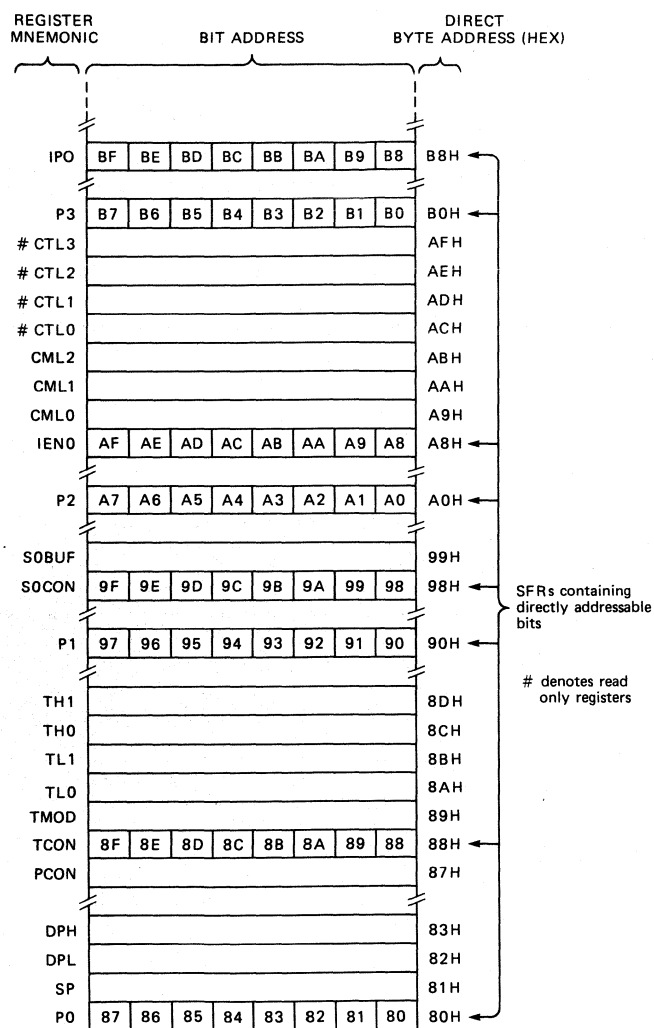 REGISTER MNEMONIC BIT ADDRESS DIRECT BYTE ADDRESS (HEX)
IP0 BF BE BD BC BB BA B9 B8 B8H
P3 B7 B6 B5 B4 B3 B2 B1 B0 B0H
# CTL3 AFH
# CTL2 AEH
# CTL1 ADH
# CTL0 ACH
CML2 ABH
CML1 AAH
CML0 A9H
IEN0 AF AE AD AC AB AA A9 A8 A8H
P2 A7 A6 A5 A4 A3 A2 A1 A0 A0H
S0BUF 99H
S0CON 9F 9E 9D 9C 9B 9A 99 98 98H
SFRs containing
directly addressable
bits
P1 97 96 95 94 93 92 91 90 90H
# denotes read
only registers
TH1 8DH
TH0 8CH
TL1 8BH
TL0 8AH
TMOD 89H
TCON 8F 8E 8D 8C 8B 8A 89 88 88H
PCON 87H
DPH 83H
DPL 82H
SP 81H
P0 87 86 85 84 83 82 81 80 80H